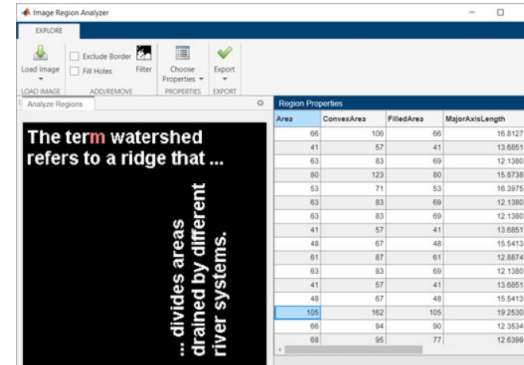 Image Region Analyzer
EXPLORE
Load Image
Exclude Border
Fill Holes
Filter
Choose Properties
Export
LOAD IMAGE
ADD/REMOVE
PROPERTIES
EXPORT
Analyze Regions
The term watershed
refers to a ridge that ...
... divides areas
drained by different
river systems.
Region Properties
Area ConvexArea FilledArea MajorAxisLength
66 106 66 16.8127
41 57 41 13.6851
63 83 69 12.1380
80 123 80 15.8738
53 71 53 16.3975
63 83 69 12.1380
63 83 69 12.1380
41 57 41 13.6851
48 67 48 15.5413
61 87 61 12.8874
63 83 69 12.1380
41 57 41 13.6851
48 67 48 15.5413
105 162 105 19.2530
66 94 90 12.3534
68 95 77 12.6399